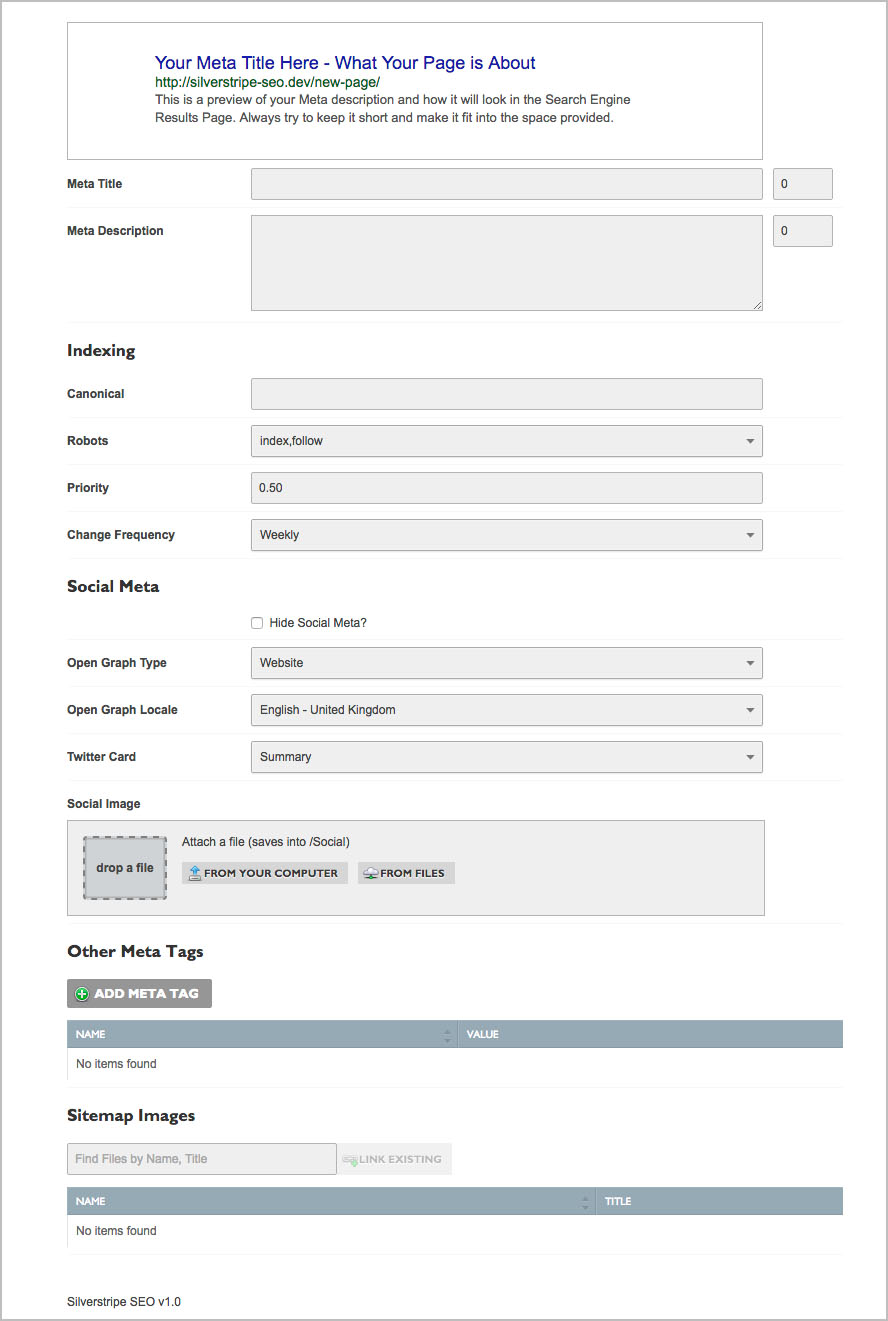 Your Meta Title Here - What Your Page is About
http://silverstripe-seo.dev/new-page/
This is a preview of your Meta description and how it will look in the Search Engine
Results Page. Always try to keep it short and make it fit into the space provided.
Meta Title
0
Meta Description
0
Indexing
Canonical
Robots
index,follow
Priority
0.50
Change Frequency
Weekly
Social Meta
Hide Social Meta?
Open Graph Type
Website
Open Graph Locale
English - United Kingdom
Twitter Card
Summary
Social Image
Attach a file (saves into /Social)
drop a file
FROM YOUR COMPUTER
FROM FILES
Other Meta Tags
ADD META TAG
NAME
VALUE
No items found
Sitemap Images
Find Files by Name, Title
LINK EXISTING
NAME
TITLE
No items found
Silverstripe SEO v1.0